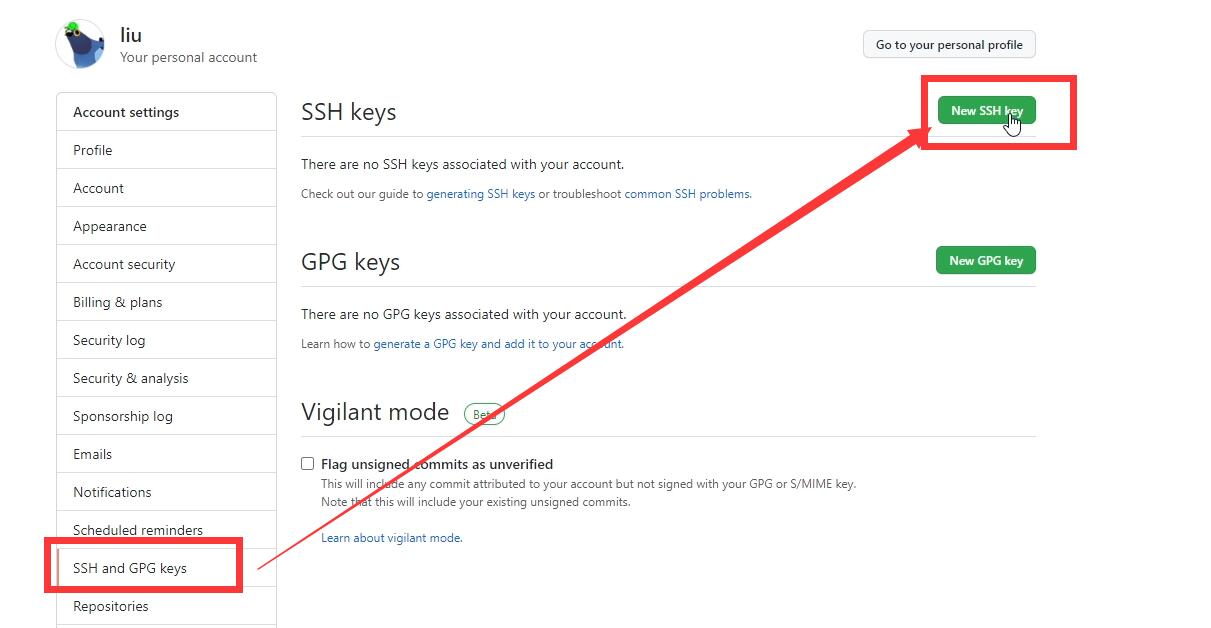 liu
Your personal account
Go to your personal profile
Account settings
Profile
Account
Appearance
Account security
Billing & plans
Security log
Security & analysis
Sponsorship log
Emails
Notifications
Scheduled reminders
SSH and GPG keys
Repositories
SSH keys
New SSH key
There are no SSH keys associated with your account.
Check out our guide to generating SSH keys or troubleshoot common SSH problems.
GPG keys
New GPG key
There are no GPG keys associated with your account.
Learn how to generate a GPG key and add it to your account.
Vigilant mode
Beta
Flag unsigned commits as unverified
This will include any commit attributed to your account but not signed with your GPG or S/MIME key.
Note that this will include your existing unsigned commits.
Learn about vigilant mode.